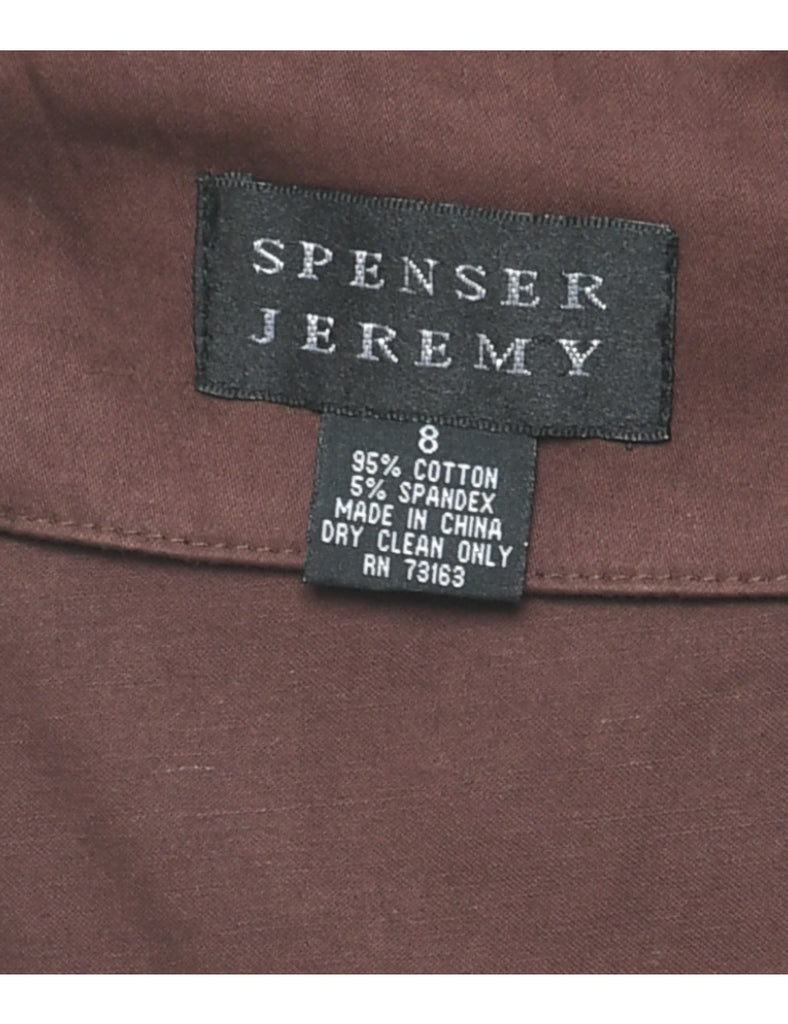 SPENSER
JEREMY
8
95% COTTON
5% SPANDEX
MADE IN CHINA
DRY CLEAN ONLY
RN 73163